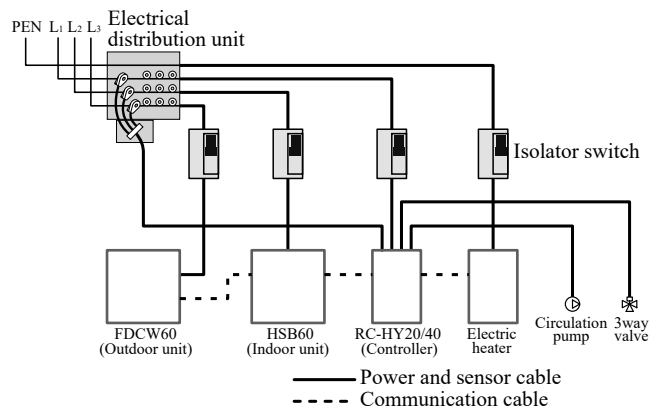 PEN L1 L2 L3
Electrical
distribution unit
Isolator switch
FDCW60
(Outdoor unit)
HSB60
(Indoor unit)
RC-HY20/40
(Controller)
Electric
heater
Circulation
pump
3way
valve
Power and sensor cable
Communication cable